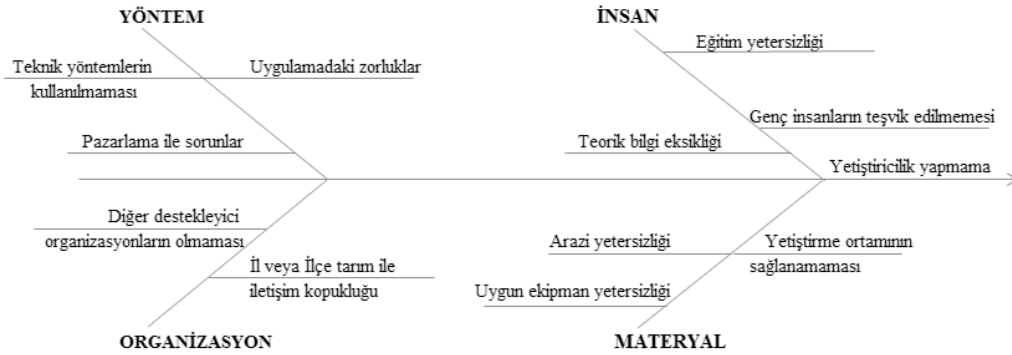 YÖNTEM
Teknik yöntemlerin
kullanılmaması
Uygulamadaki zorluklar
Pazarlama ile sorunlar
İNSAN
Eğitim yetersizliği
Genç insanların teşvik edilmemesi
Teorik bilgi eksikliği
Yetiştiricilik yapmama
Diğer destekleyici
organizasyonların olmaması
İl veya İlçe tarım ile
iletişim kopukluğu
ORGANİZASYON
Arazi yetersizliği
Yetiştirme ortamının
sağlanamaması
Uygun ekipman yetersizliği
MATERYAL